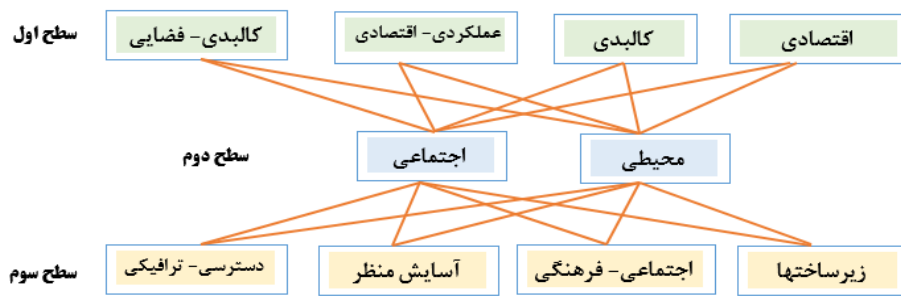 سطح اول
اقتصادی
کالبدی
عملکردی- اقتصادی
کالبدی- فضایی
سطح دوم
محیطی
اجتماعی
سطح سوم
زیرساختها
اجتماعی- فرهنگی
آسایش منظر
دسترسی- ترافیکی